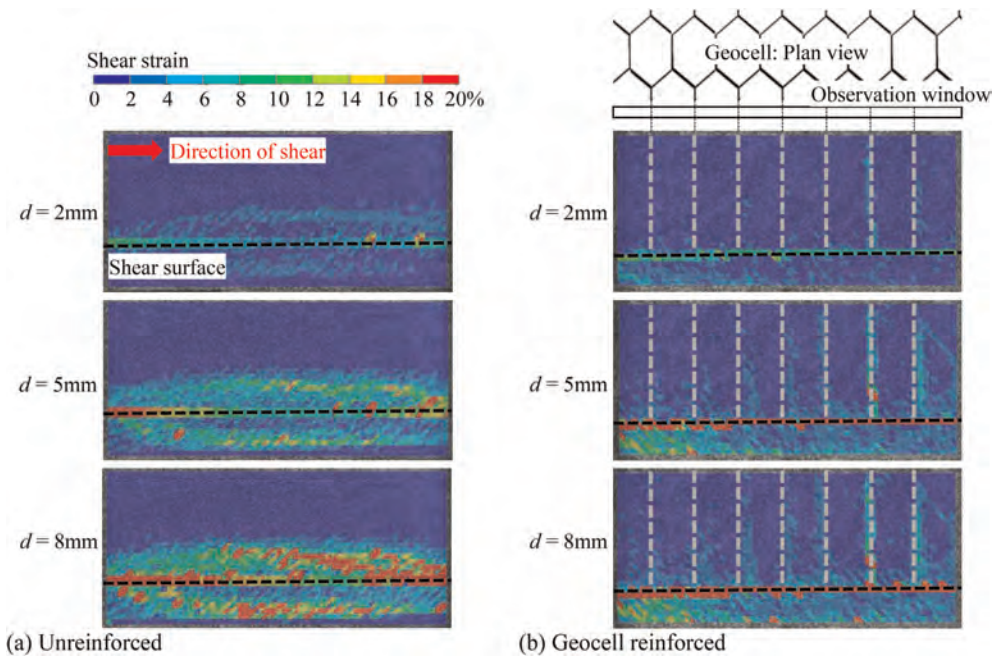 Shear strain
0 2 4 6 8 10 12 14 16 18 20%
Direction of shear
d = 2mm
Shear surface
d = 5mm
d = 8mm
(a) Unreinforced
Geocell: Plan view
Observation window
d = 2mm
d = 5mm
d = 8mm
(b) Geocell reinforced